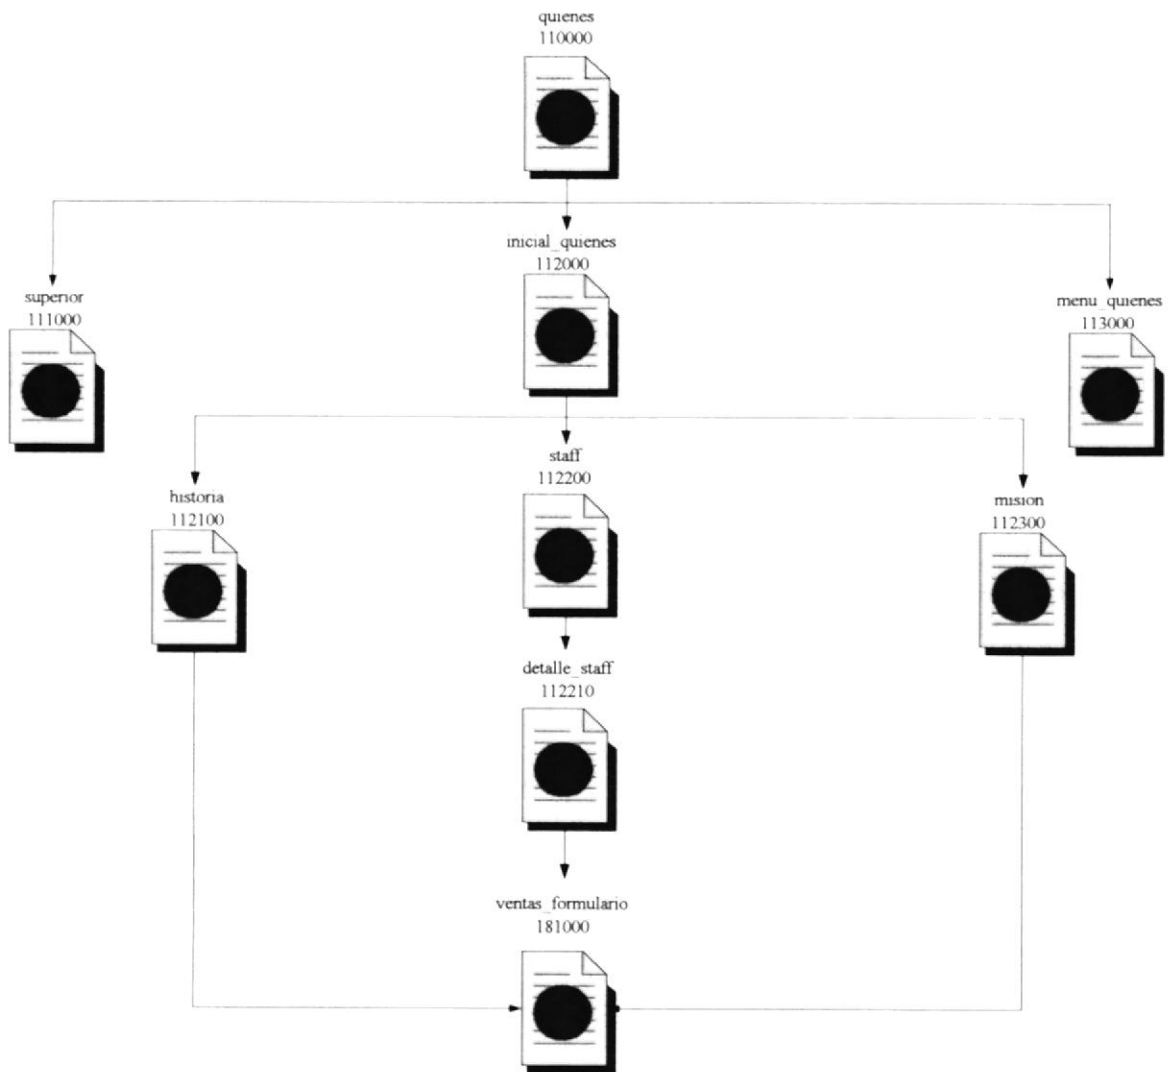 quienes
110000
inicial_quienes
112000
superior
111000
menu_quienes
113000
staff
112200
historia
112100
mision
112300
detalle_staff
112210
ventas_formulario
181000